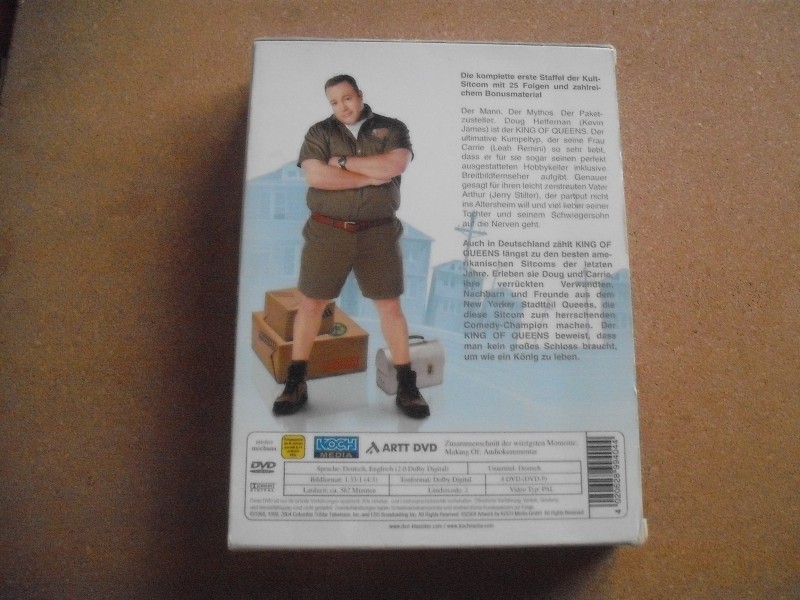 Die komplette erste Staffel der Kult-
Sitcom mit 25 Folgen und zahlrei-
chem Bonusmaterial
Der Mann. Der Mythos. Der Paket-
zusteller. Doug Haffernan (Kevin
James) ist der KING OF QUEENS. Der
ultimative Kumpeltyp, der seine Frau
Carrie (Leah Remini) so sehr liebt,
dass er für sie sogar seinen perfekt
ausgestatteten Hobbykeller inklusive
Breitbildfernseher aufgibt. Genauer
gesagt für ihren leicht zerstreuten Vater
Arthur (Jerry Stiller), der partout nicht
ins Altersheim will und viel lieber seiner
Tochter und seinem Schwiegersohn
auf die Nerven geht.
Auch in Deutschland zählt KING OF
QUEENS längst zu den besten ame-
rikanischen Sitcoms der letzten
Jahre. Erleben sie Doug und Carrie,
ihre verrückten Verwandten,
Nachbarn und Freunde aus dem
New Yorker Stadtteil Queens, die
diese Sitcom zum herrschenden
Comedy-Champion machen. Der
KING OF QUEENS beweist, dass
man kein großes Schloss braucht,
um wie ein König zu leben.
KOCH
MEDIA
ARTT DVD
Zusammenschnitt der witzigsten Momente,
Making Of, Audiokommentar
DVD
Sprache: Deutsch, Englisch (2.0 Dolby Digital)
Untertitel: Deutsch
Bildformat: 1.33:1 (4:3)
Tonformat: Dolby Digital
4 DVD (DVD-9)
Laufzeit: ca. 567 Minuten
Ländercode: 2
Video Typ: PAL
4 020628 994044